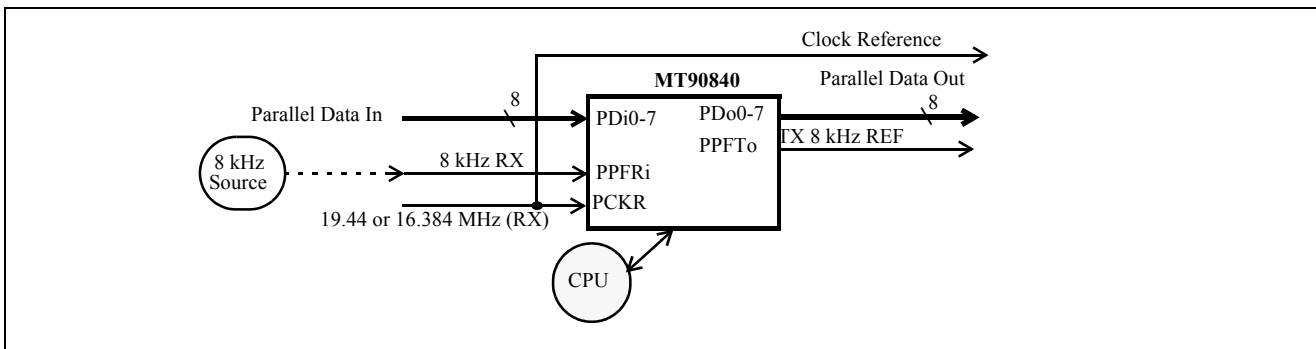 Clock Reference
MT90840
Parallel Data Out
8
8
Parallel Data In
PDi0-7
PDo0-7
PPFTo
TX 8 kHz REF
8 kHz
Source
8 kHz RX
PPFRi
PCKR
19.44 or 16.384 MHz (RX)
CPU